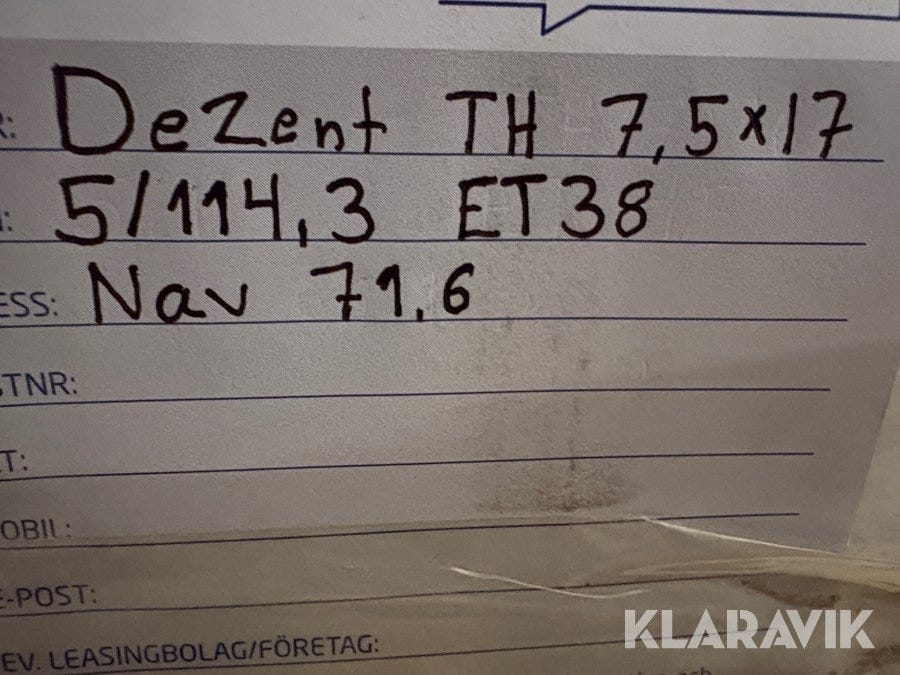 R: DeZent TH 7,5x17
: 5/114,3 ET38
ESS: Nav 71,6
STNR:
T:
OBIL:
E-POST:
EV. LEASINGBOLAG/FÖRETAG:
KLARAVIK